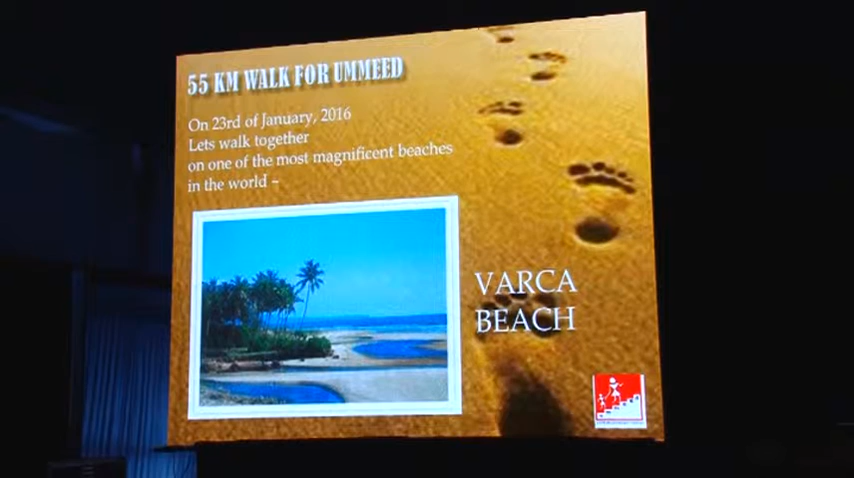 55 KM WALK FOR UMMEED
On 23rd of January, 2016
Lets walk together
on one of the most magnificent beaches
in the world –
VARCA
BEACH